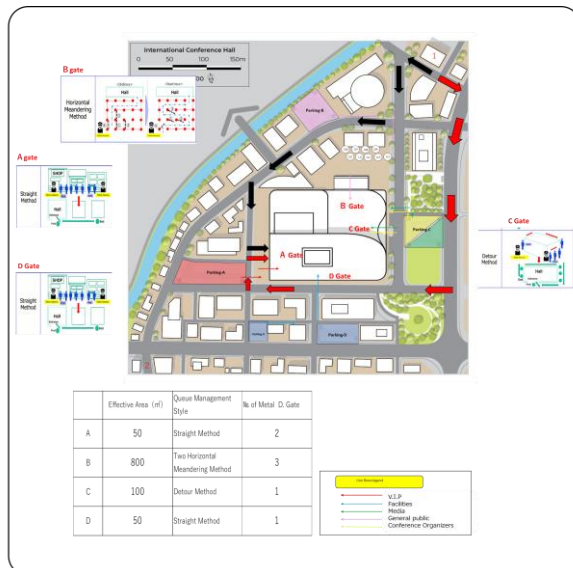 International Conference Hall
0 50 100 150m
B gate
Hall
Hall
Horizontal
Meandering
Method
1
Parking-B
A gate
SHOP
Straight
Method
Hall
B Gate
C Gate
Parking-C
C Gate
Detour
Method
Hall
A Gate
D Gate
Parking-A
D Gate
SHOP
Straight
Method
Hall
Parking-D
2
Effective Area (㎡)
Queue Management
Style
№ of Metal D. Gate
A
50
Straight Method
2
B
800
Two Horizontal
Meandering Method
3
C
100
Detour Method
1
D
50
Straight Method
1
V.I.P
Facilities
Media
General public
Conference Organizers